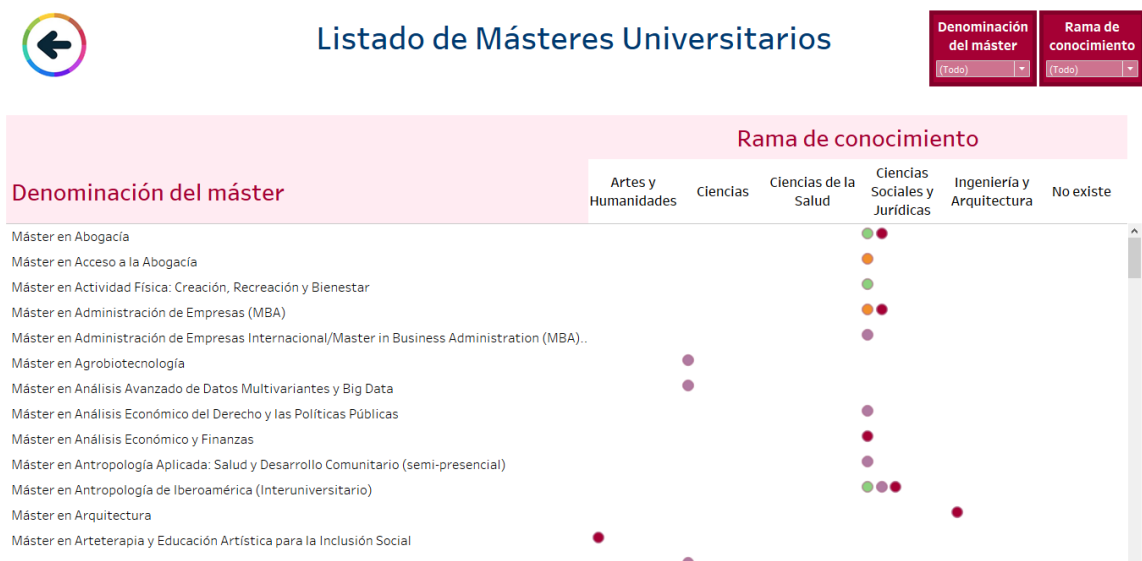 Listado de Másteres Universitarios
Denominación
del máster
(Todo)
Rama de
conocimiento
(Todo)
Rama de conocimiento
Denominación del máster
Artes y
Humanidades
Ciencias
Ciencias de la
Salud
Ciencias
Sociales y
Jurídicas
Ingeniería y
Arquitectura
No existe
Máster en Abogacía
Máster en Acceso a la Abogacía
Máster en Actividad Física: Creación, Recreación y Bienestar
Máster en Administración de Empresas (MBA)
Máster en Administración de Empresas Internacional/Master in Business Administration (MBA)..
Máster en Agrobiotecnología
Máster en Análisis Avanzado de Datos Multivariantes y Big Data
Máster en Análisis Económico del Derecho y las Políticas Públicas
Máster en Análisis Económico y Finanzas
Máster en Antropología Aplicada: Salud y Desarrollo Comunitario (semi-presencial)
Máster en Antropología de Iberoamérica (Interuniversitario)
Máster en Arquitectura
Máster en Arteterapia y Educación Artística para la Inclusión Social